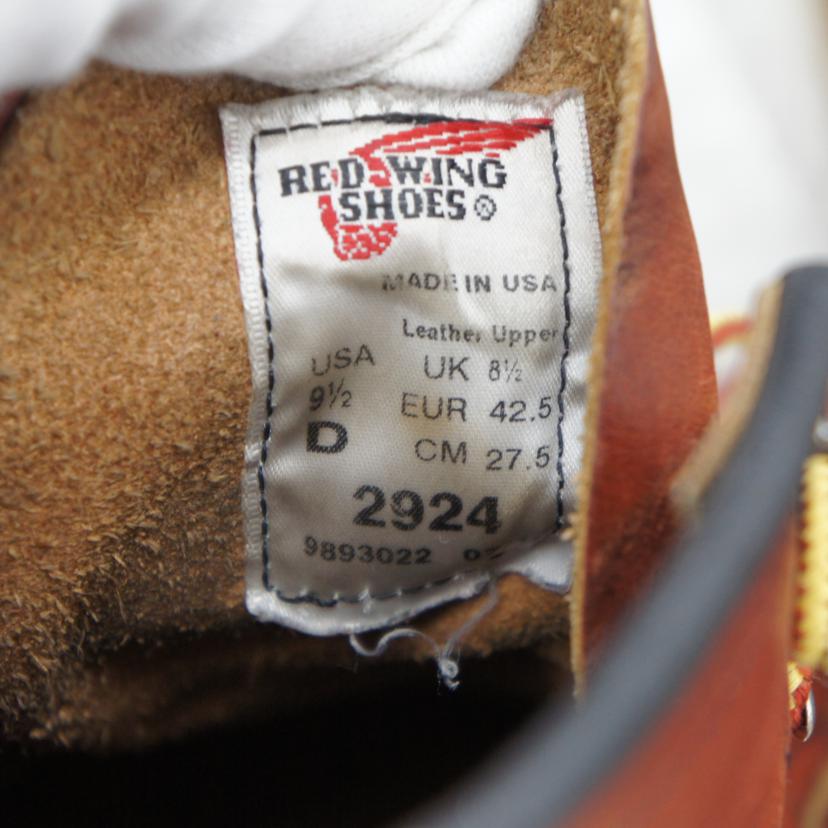 RED WING
SHOES®
MADE IN USA
Leather Upper
USA UK 8½
9½ EUR 42.5
D CM 27.5
2924
9893022